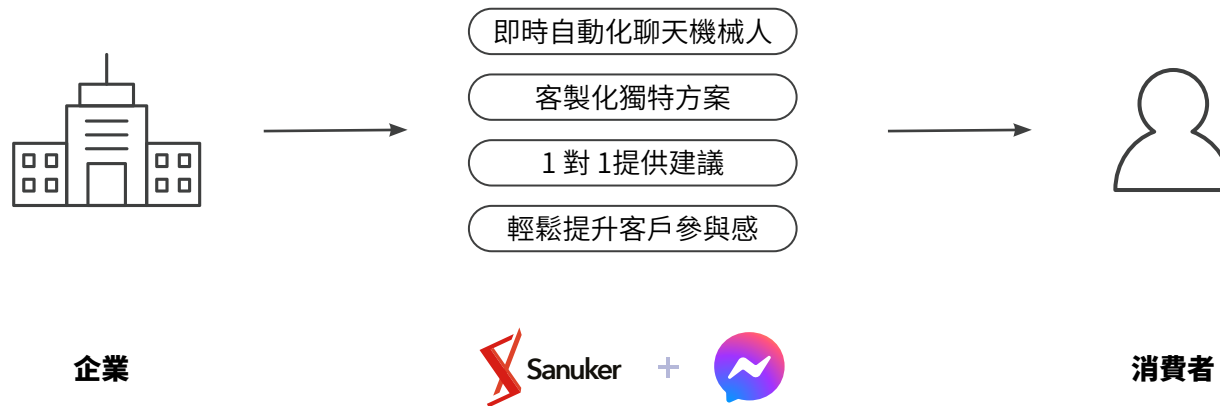 即時自動化聊天機械人
客製化獨特方案
1 對 1提供建議
輕鬆提升客戶參與感
企業
Sanuker +
消費者